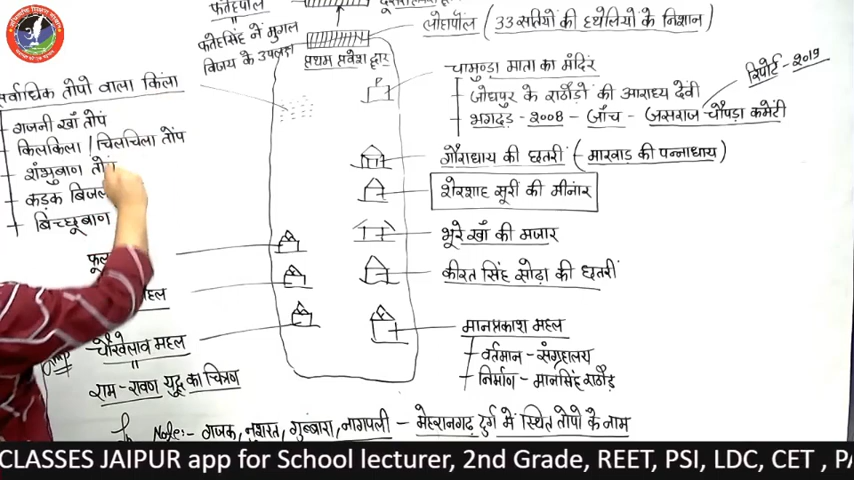 फतेहपोल
फतेहसिंह ने मुगल
विजय के उपलक्ष
प्रथम प्रवेश द्वार
लोहापोल (33 सतियों की हथेलियों के निशान)
चामुण्डा माता का मंदिर
जोधपुर के राठौड़ों की आराध्य देवी
भगदड़ - 2008 - जाँच - जसराज चौपड़ा कमेटी
रिपोर्ट - 2019
गौराधाय की छतरी (मारवाड की पन्नाधाय)
शेरशाह सूरी की मीनार
भूरे खाँ की मजार
कीरत सिंह सोढ़ा की छतरी
मानप्रकाश महल
वर्तमान - संग्रहालय
निर्माण - मानसिंह राठौड़
सर्वाधिक तोपो वाला किला
गजनी खाँ तोप
किलकिला / चिलचिला तोप
शंभुबाण तोप
कड़क
बिच्छूबाण
महल
चौखेलाव महल
राम - रावण युद्ध का चित्रण
Note:- गजक, नुशरत, गुब्बारा, नागपली - मेहरानगढ़ दुर्ग में स्थित तोपो के नाम
CLASSES JAIPUR app for School lecturer, 2nd Grade, REET, PSI, LDC, CET , PA